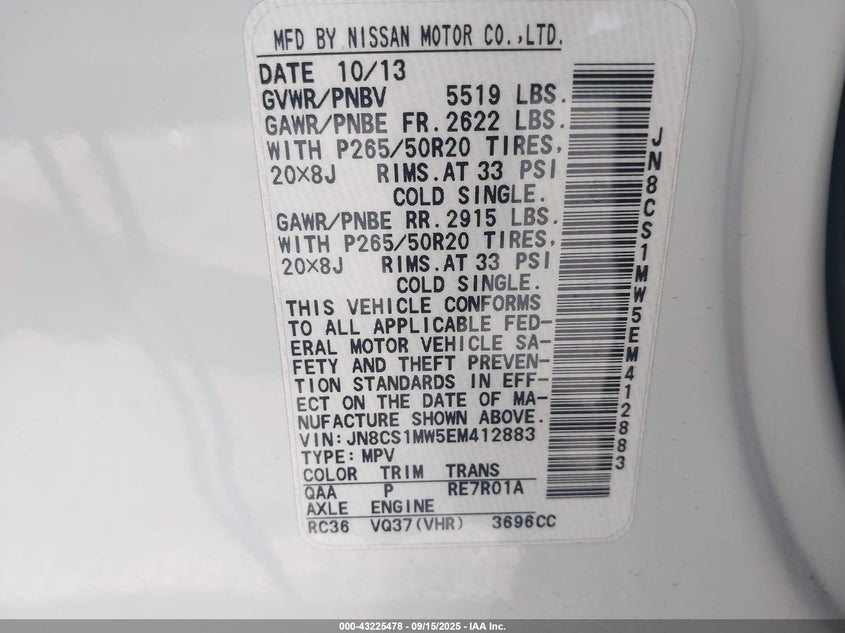 MFD BY NISSAN MOTOR CO.,LTD.
DATE 10/13
GVWR/PNBV 5519 LBS.
GAWR/PNBE FR.2622 LBS.
WITH P265/50R20 TIRES,
20×8J RIMS.AT 33 PSI
COLD SINGLE.
GAWR/PNBE RR.2915 LBS.
WITH P265/50R20 TIRES,
20×8J RIMS.AT 33 PSI
COLD SINGLE.
THIS VEHICLE CONFORMS
TO ALL APPLICABLE FED-
ERAL MOTOR VEHICLE SA-
FETY AND THEFT PREVEN-
TION STANDARDS IN EFF-
ECT ON THE DATE OF MA-
NUFACTURE SHOWN ABOVE.
VIN:JN8CS1MW5EM412883
TYPE:MPV
COLOR TRIM TRANS
QAA P RE7R01A
AXLE ENGINE
RC36 VQ37(VHR) 3696CC
JN8CS1MW5EM412883
000-43225478 - 09/15/2025 - IAA Inc.